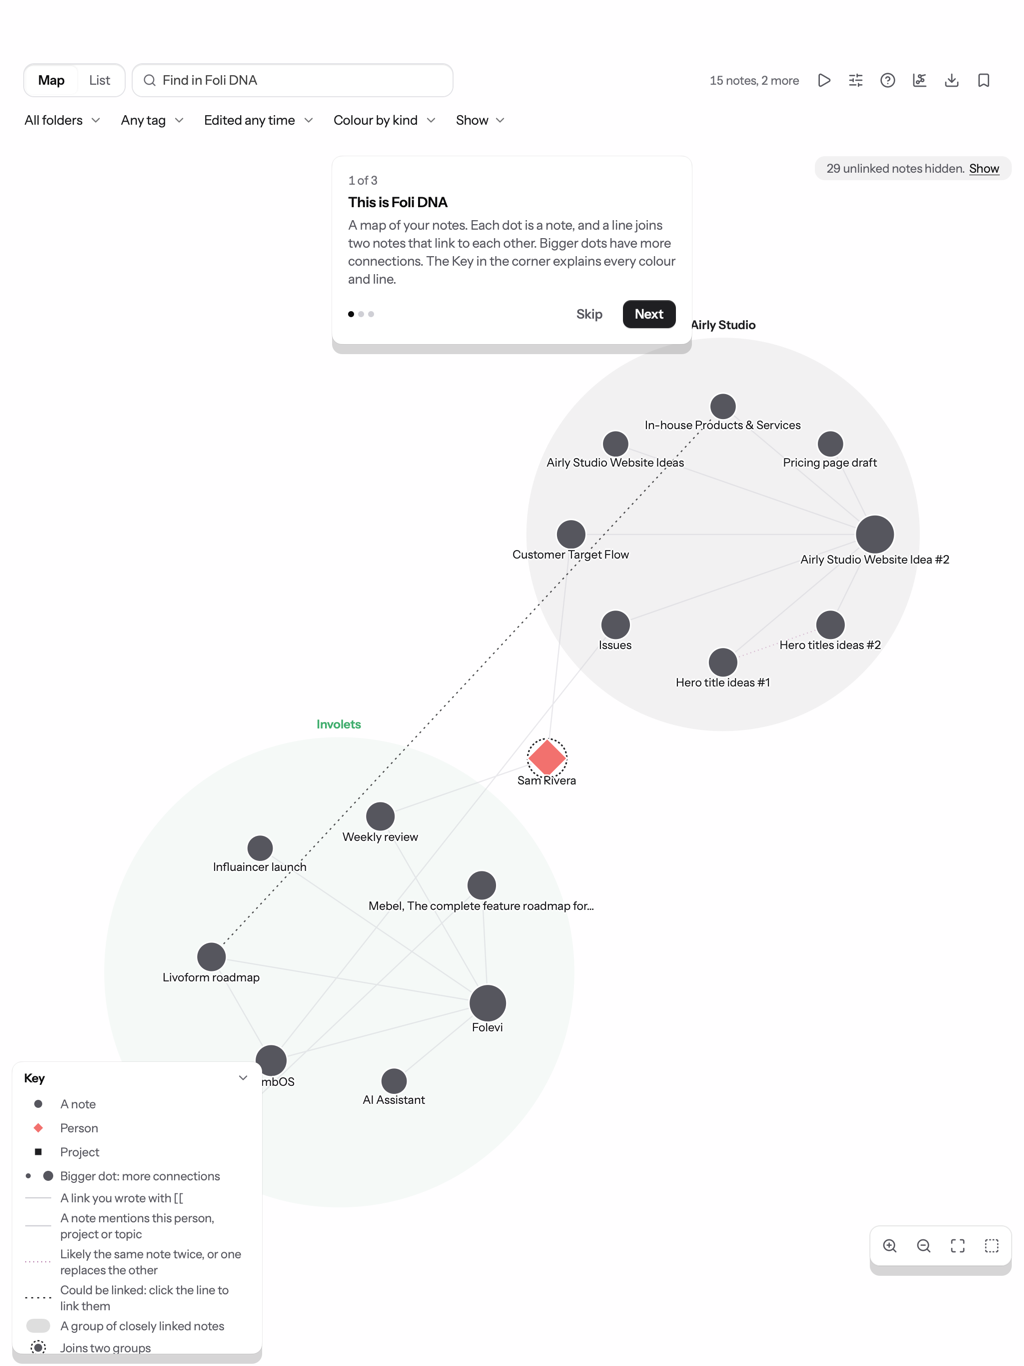 Map
List
Find in Foli DNA
15 notes, 2 more
All folders
Any tag
Edited any time
Colour by kind
Show
29 unlinked notes hidden. Show
1 of 3
This is Foli DNA
A map of your notes. Each dot is a note, and a line joins
two notes that link to each other. Bigger dots have more
connections. The Key in the corner explains every colour
and line.
Skip
Next
Airly Studio
In-house Products & Services
Airly Studio Website Ideas
Pricing page draft
Customer Target Flow
Airly Studio Website Idea #2
Issues
Hero titles ideas #2
Hero title ideas #1
Involets
Sam Rivera
Weekly review
Influaincer launch
Mebel, The complete feature roadmap for...
Livoform roadmap
Folevi
mbOS
AI Assistant
Key
A note
Person
Project
Bigger dot: more connections
A link you wrote with [[
A note mentions this person,
project or topic
Likely the same note twice, or one
replaces the other
Could be linked: click the line to
link them
A group of closely linked notes
Joins two groups